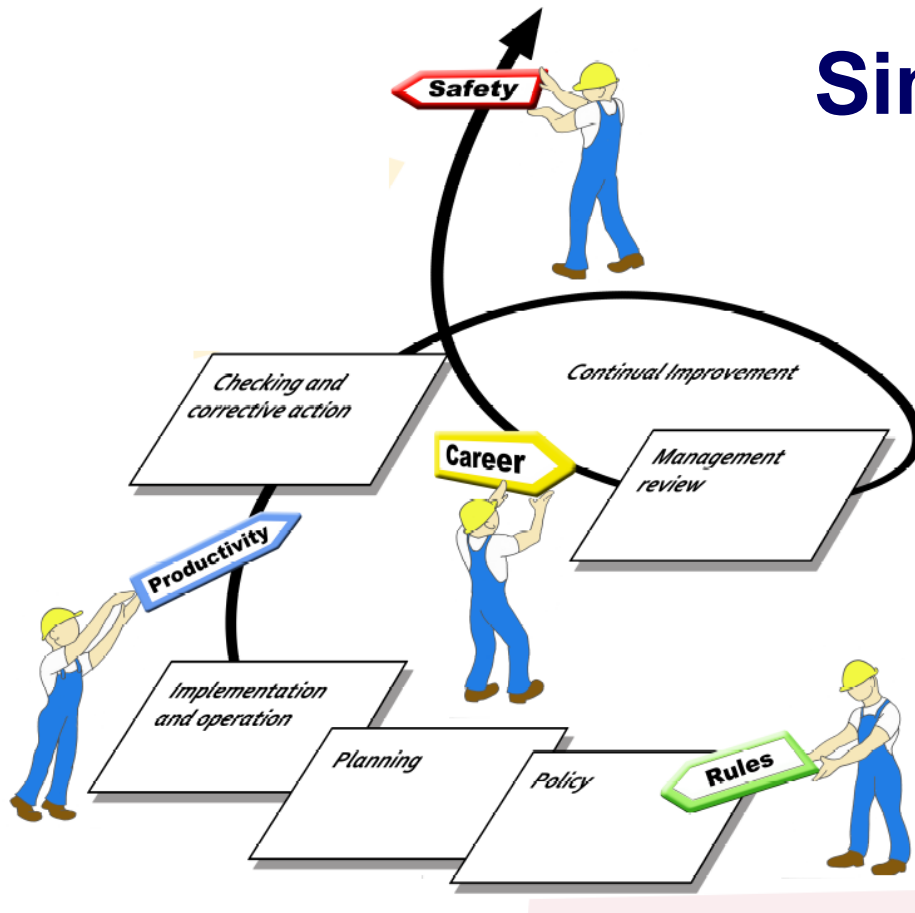 Safety
Checking and
corrective action
Continual Improvement
Career
Management
review
Productivity
Implementation
and operation
Planning
Policy
Rules